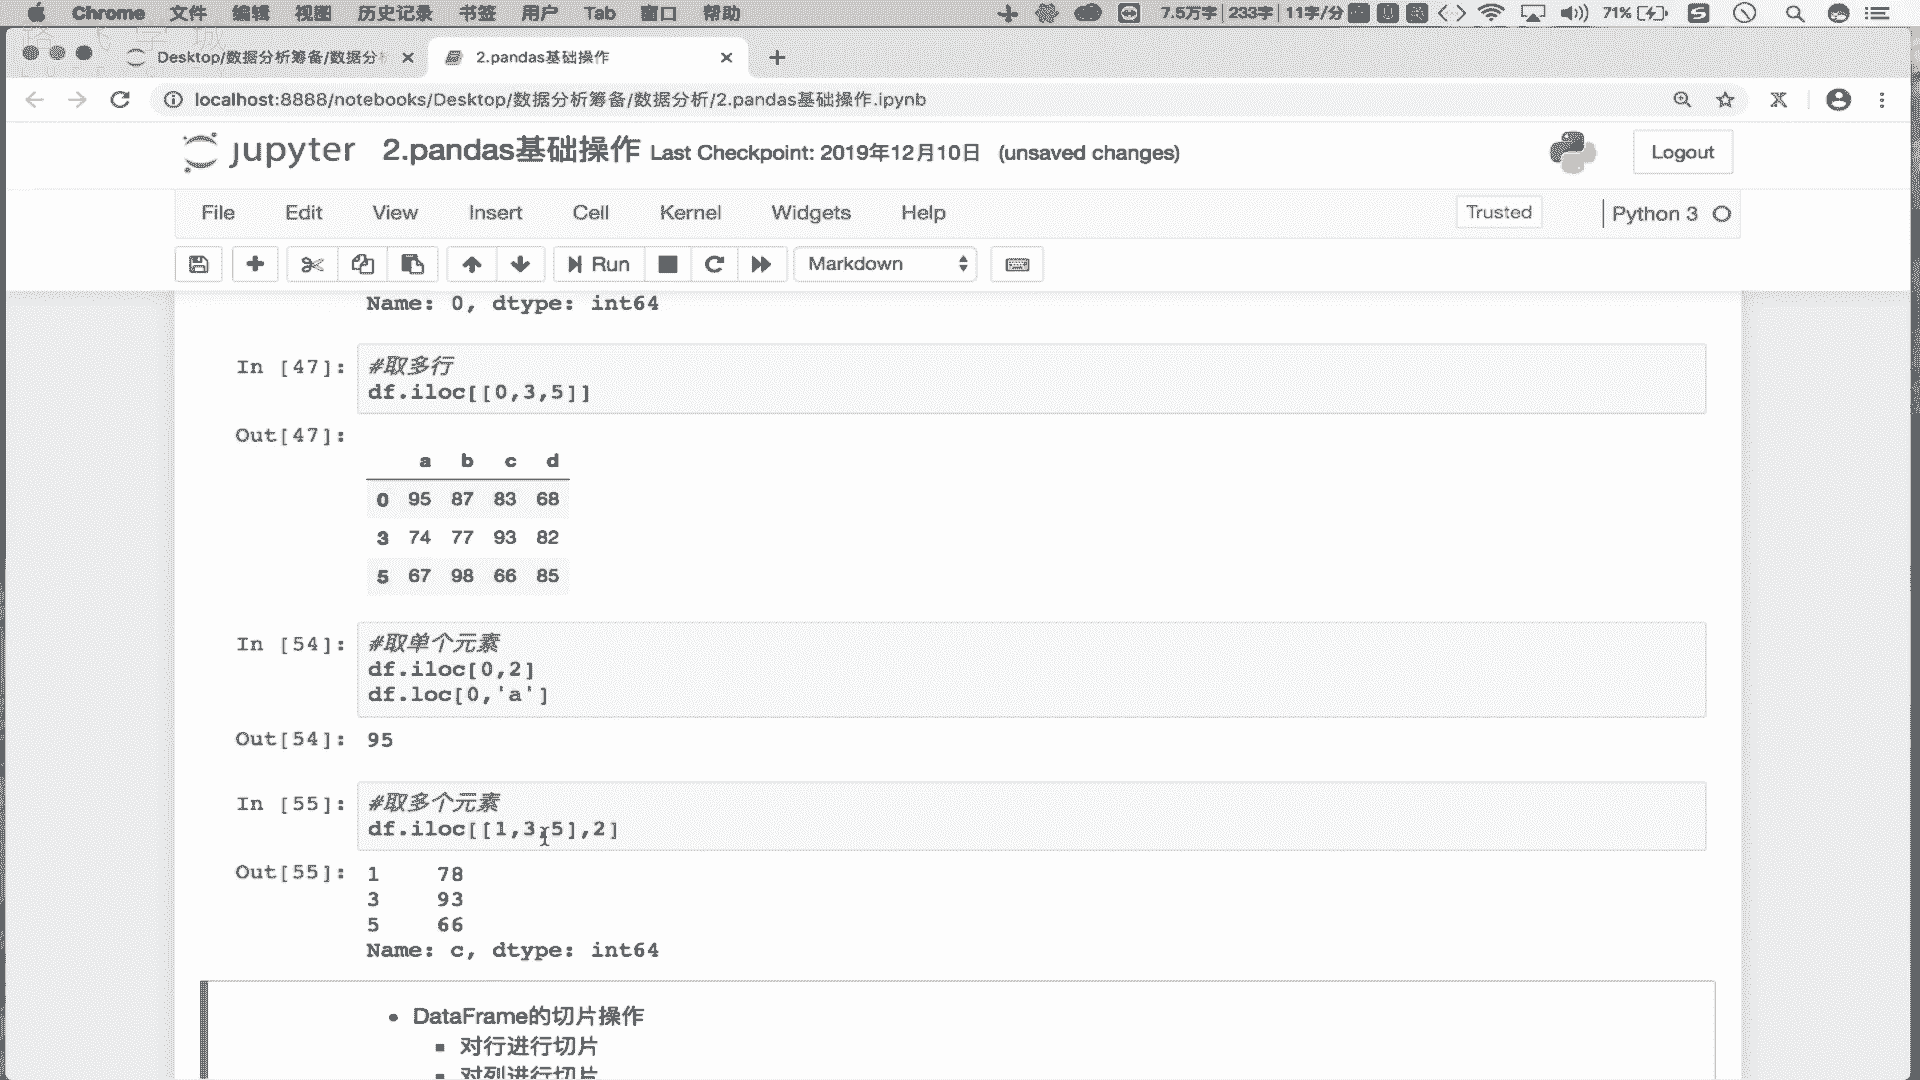 Chrome 文件 编辑 视图 历史记录 书签 用户 Tab 窗口 帮助 7.5万字 233字 11字/分 71%
Desktop/数据分析筹备/数据分析
2.pandas基础操作
localhost:8888/notebooks/Desktop/数据分析筹备/数据分析/2.pandas基础操作.ipynb
jupyter 2.pandas基础操作 Last Checkpoint: 2019年12月10日 (unsaved changes) Logout
File Edit View Insert Cell Kernel Widgets Help Trusted Python 3
Run Markdown
Name: 0, dtype: int64
In [47]: #取多行
df.iloc[[0,3,5]]
Out[47]:
a b c d
0 95 87 83 68
3 74 77 93 82
5 67 98 66 85
In [54]: #取单个元素
df.iloc[0,2]
df.loc[0,'a']
Out[54]: 95
In [55]: #取多个元素
df.iloc[[1,3,5],2]
Out[55]: 1 78
3 93
5 66
Name: c, dtype: int64
DataFrame的切片操作
对行进行切片
对列进行切片